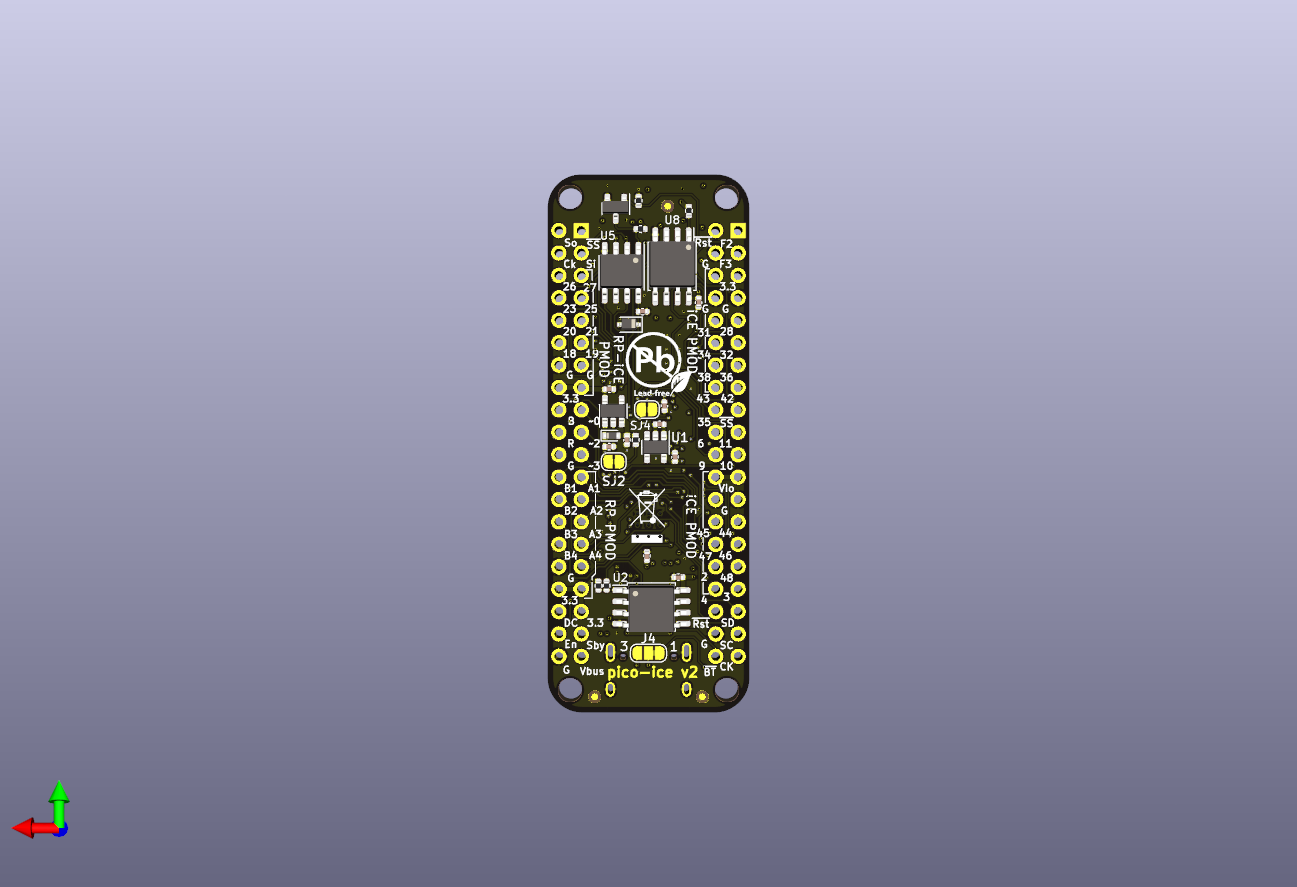 U8
U5
So SS Rst F2
Ck Si G F3
26 27 3.3
23 25 G G
20 21 31 28
18 19 34 32
G G 38 36
RP-iCE
PMOD
iCE PMOD
Pb
Lead-free
3.3 43 42
B ~0 35 SS
SJ4
R ~2 U1 6 11
G ~3 9 10
SJ2
B1 A1 Vio
B2 A2 G
B3 A3 45 44
B4 A4 47 46
RP PMOD
iCE PMOD
G U2 2 48
3.3 4 3
DC 3.3 Rst SD
J4
En Sby 3 1 G SC
G Vbus pico-ice v2 BT CK